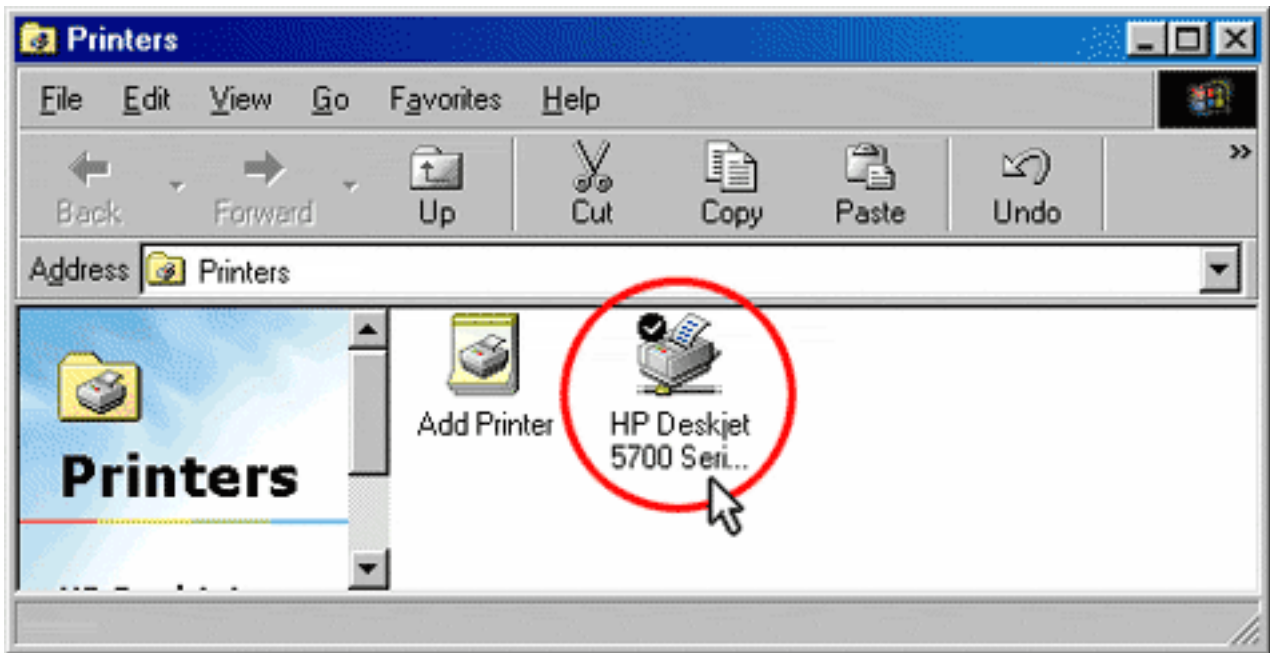 Printers
File Edit View Go Favorites Help
Back Forward Up Cut Copy Paste Undo »
Address Printers
Add Printer
HP Deskjet
5700 Seri...
Printers